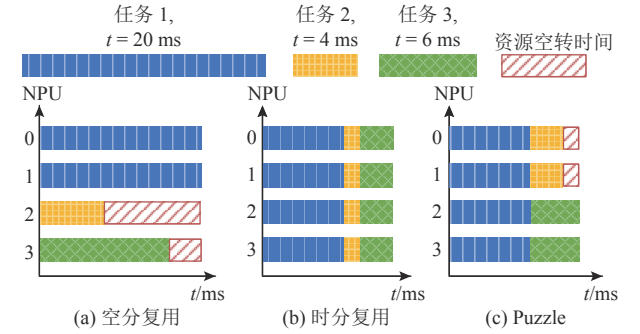 任务 1,
t = 20 ms
任务 2,
t = 4 ms
任务 3,
t = 6 ms
资源空转时间
NPU
0
1
2
3
t/ms
(a) 空分复用
NPU
0
1
2
3
t/ms
(b) 时分复用
NPU
0
1
2
3
t/ms
(c) Puzzle